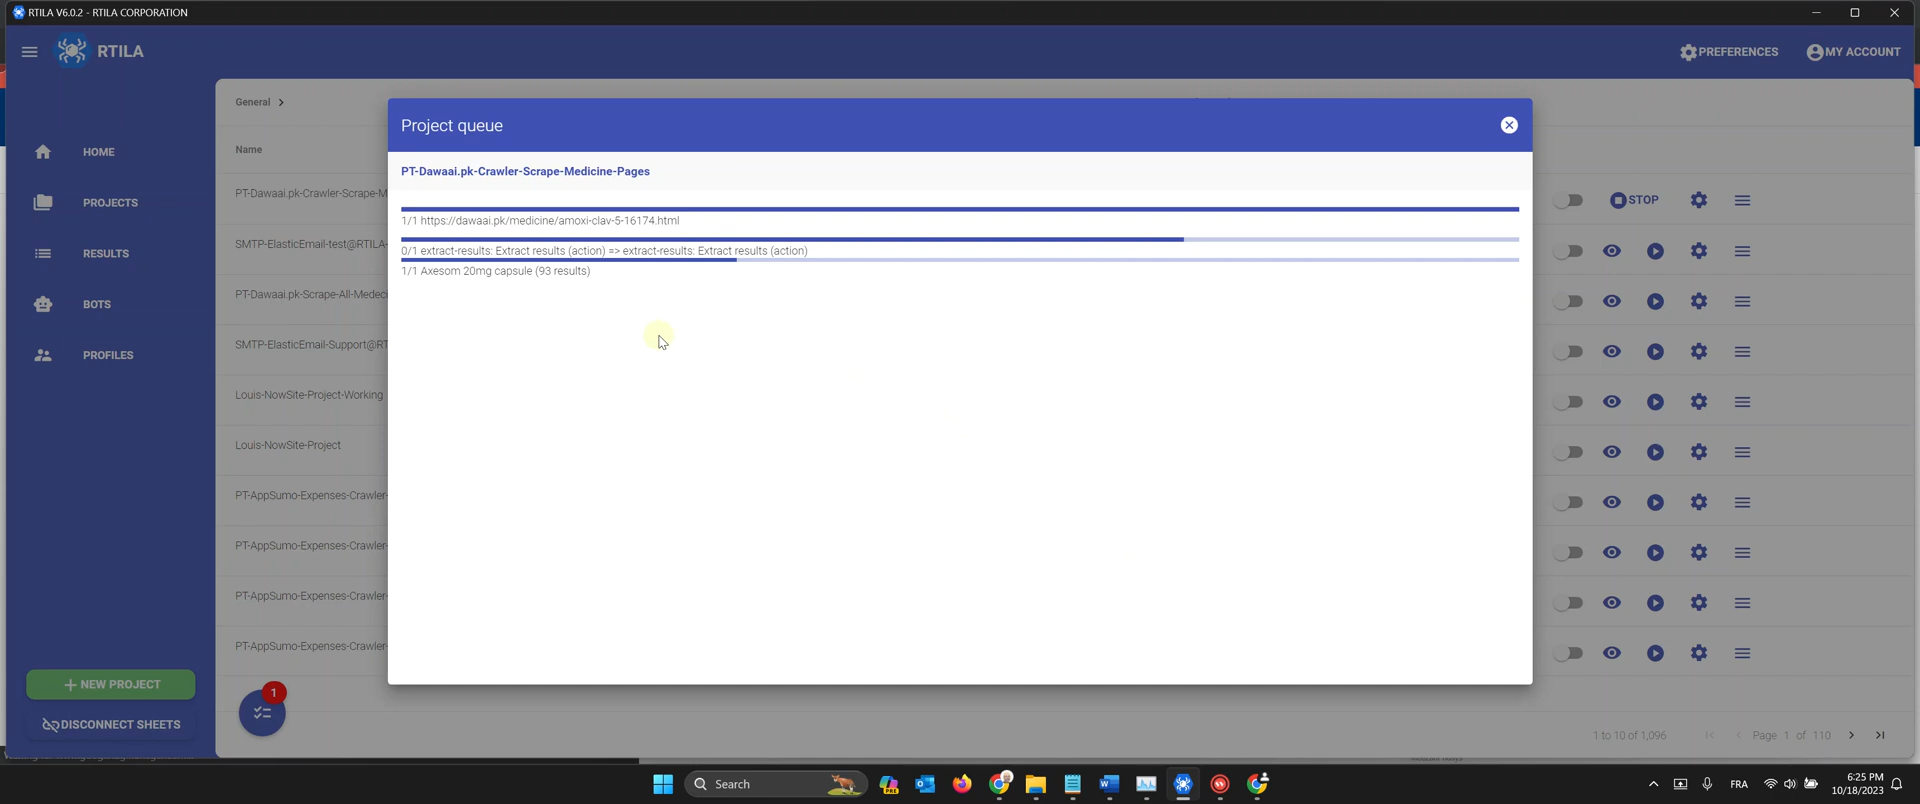 RTILA V6.0.2 - RTILA CORPORATION
RTILA
PREFERENCES
MY ACCOUNT
General
Project queue
Name
HOME
PT-Dawaai.pk-Crawler-Scrape-Medicine-Pages
PT-Dawaai.pk-Crawler-Scrape-M
STOP
PROJECTS
1/1 https://dawaai.pk/medicine/amoxi-clav-5-16174.html
SMTP-ElasticEmail-test@RTILA-
RESULTS
0/1 extract-results: Extract results (action) => extract-results: Extract results (action)
1/1 Axesom 20mg capsule (93 results)
PT-Dawaai.pk-Scrape-All-Medeci
BOTS
SMTP-ElasticEmail-Support@RT
PROFILES
Louis-NowSite-Project-Working
Louis-NowSite-Project
PT-AppSumo-Expenses-Crawler-
PT-AppSumo-Expenses-Crawler-
PT-AppSumo-Expenses-Crawler-
PT-AppSumo-Expenses-Crawler-
NEW PROJECT
1
DISCONNECT SHEETS
1 to 10 of 1,096
Page 1 of 110
Search
PRE
FRA
6:25 PM
10/18/2023